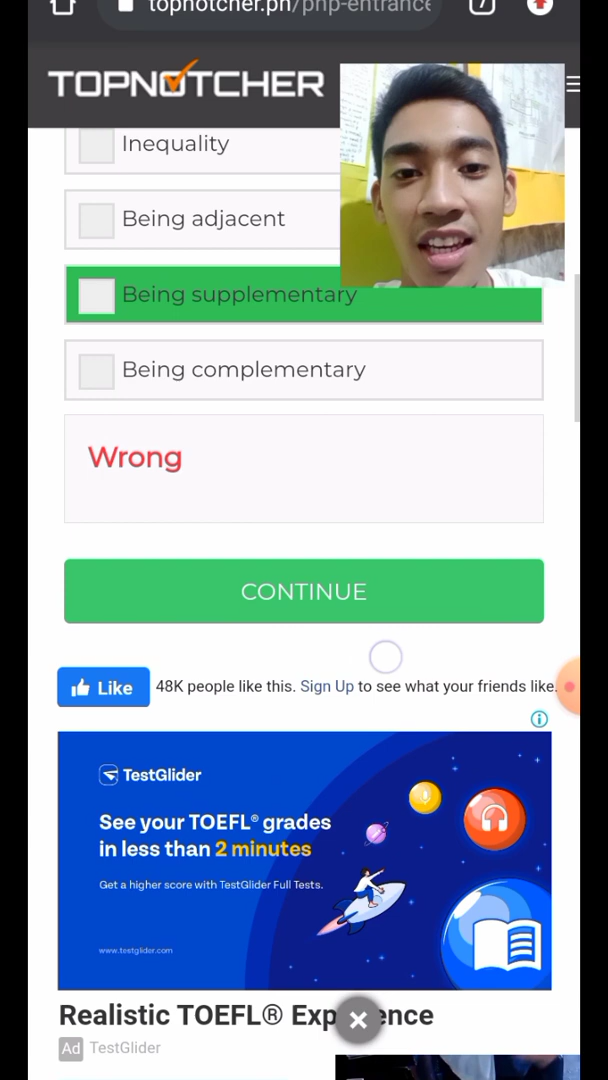 topnotcher.ph/pnp-entrance
7
TOPNOTCHER
Inequality
Being adjacent
Being supplementary
Being complementary
Wrong
CONTINUE
Like
48K people like this. Sign Up to see what your friends like.
TestGlider
See your TOEFL® grades
in less than 2 minutes
Get a higher score with TestGlider Full Tests.
www.testglider.com
Realistic TOEFL® Exp ence
Ad TestGlider